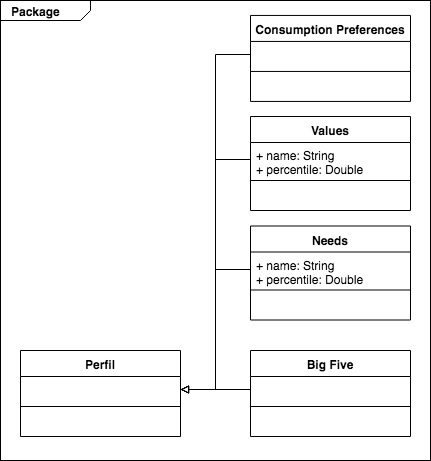 Package
Consumption Preferences
Values
+ name: String
+ percentile: Double
Needs
+ name: String
+ percentile: Double
Perfil
Big Five